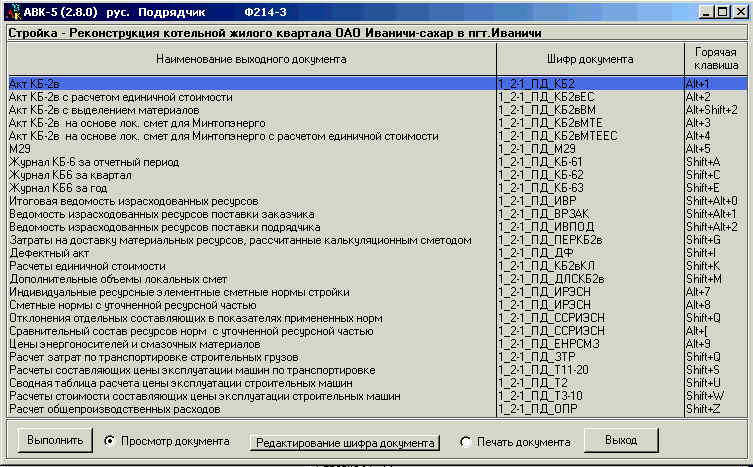 АВК-5 (2.8.0) рус. Подрядчик Ф214-3
Стройка - Реконструкция котельной жилого квартала ОАО Иваничи-сахар в пгт.Иваничи
Наименование выходного документа Шифр документа Горячая клавиша
Акт КБ-2в 1_2-1_ПД_КБ2 Alt+1
Акт КБ-2в с расчетом единичной стоимости 1_2-1_ПД_КБ2вЕС Alt+2
Акт КБ-2в с выделением материалов 1_2-1_ПД_КБ2вВМ Alt+Shift+2
Акт КБ-2в на основе лок. смет для Минтопэнерго 1_2-1_ПД_КБ2вМТЕ Alt+3
Акт КБ-2в на основе лок. смет для Минтопэнерго с расчетом единичной стоимости 1_2-1_ПД_КБ2вМТЕЕС Alt+4
М29 1_2-1_ПД_М29 Alt+5
Журнал КБ-6 за отчетный период 1_2-1_ПД_КБ-61 Shift+A
Журнал КБ6 за квартал 1_2-1_ПД_КБ-62 Shift+C
Журнал КБ6 за год 1_2-1_ПД_КБ-63 Shift+E
Итоговая ведомость израсходованных ресурсов 1_2-1_ПД_ИВР Shift+Alt+0
Ведомость израсходованных ресурсов поставки заказчика 1_2-1_ПД_ВРЗАК Shift+Alt+1
Ведомость израсходованных ресурсов поставки подрядчика 1_2-1_ПД_ИВПОД Shift+Alt+2
Затраты на доставку материальных ресурсов, рассчитанные калькуляционным сметодом 1_2-1_ПД_ПЕРКБ2в Shift+G
Дефектный акт 1_2-1_ПД_ДФ Shift+I
Расчеты единичной стоимости 1_2-1_ПД_КБ2вКЛ Shift+K
Дополнительные объемы локальных смет 1_2-1_ПД_ДЛСКБ2в Shift+M
Индивидуальные ресурсные элементные сметные нормы стройки 1_2-1_ПД_ИРЭСН Alt+7
Сметные нормы с уточненной ресурсной частью 1_2-1_ПД_ИРЭСН Alt+8
Отклонения отдельных составляющих в показателях примененных норм 1_2-1_ПД_ССРИЭСН Shift+Q
Сравнительный состав ресурсов норм с уточненной ресурсной частью 1_2-1_ПД_ССРИЭСН Alt+[
Цены энергоносителей и смазочных материалов 1_2-1_ПД_ЕНРСМЗ Alt+9
Расчет затрат по транспортировке строительных грузов 1_2-1_ПД_ЗТР Shift+Q
Расчеты составляющих цены эксплуатации машин по транспортировке 1_2-1_ПД_Т11-20 Shift+S
Сводная таблица расчета цены эксплуатации строительных машин 1_2-1_ПД_Т2 Shift+U
Расчеты стоимости составляющих цены эксплуатации строительных машин 1_2-1_ПД_Т3-10 Shift+W
Расчет общепроизводственных расходов 1_2-1_ПД_ОПР Shift+Z
Выполнить Просмотр документа Редактирование шифра документа Печать документа Выход